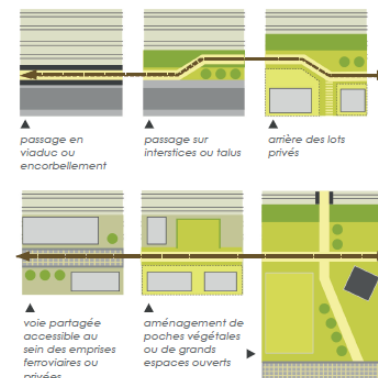 passage en
viaduc ou
encorbellement
passage sur
interstices ou talus
arrière des lots
privés
voie partagée
accessible au
sein des emprises
ferroviaires ou
privées
aménagement de
poches végétales
ou de grands
espaces ouverts